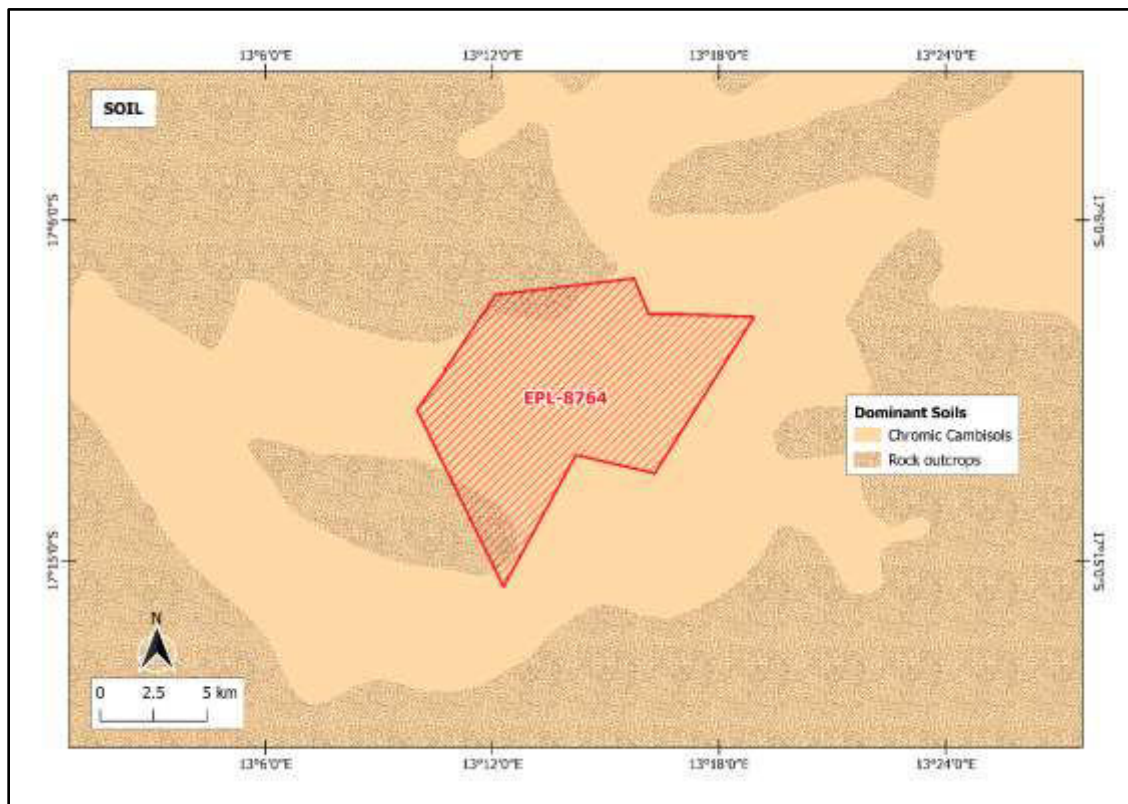 13°6'0"E 13°12'0"E 13°18'0"E 13°24'0"E
SOIL
17°6'0"S 17°6'0"S
EPL-8764
Dominant Soils
Chromic Cambisols
Rock outcrops
17°15'0"S 17°15'0"S
N
0 2.5 5 km
13°6'0"E 13°12'0"E 13°18'0"E 13°24'0"E